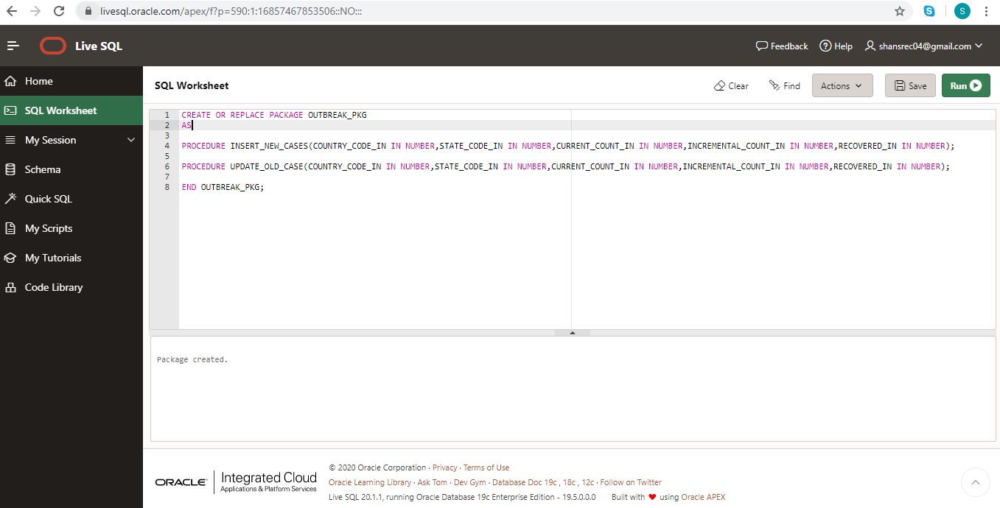 livesql.oracle.com/apex/f?p=590:1:16857467853506::NO:::
S
S
Live SQL
Feedback
Help
shansrec04@gmail.com
Home
SQL Worksheet
My Session
Schema
Quick SQL
My Scripts
My Tutorials
Code Library
SQL Worksheet
Clear
Find
Actions
Save
Run
1 CREATE OR REPLACE PACKAGE OUTBREAK_PKG
2 AS
3
4 PROCEDURE INSERT_NEW_CASES(COUNTRY_CODE_IN IN NUMBER,STATE_CODE_IN IN NUMBER,CURRENT_COUNT_IN IN NUMBER,INCREMENTAL_COUNT_IN IN NUMBER,RECOVERED_IN IN NUMBER);
5
6 PROCEDURE UPDATE_OLD_CASE(COUNTRY_CODE_IN IN NUMBER,STATE_CODE_IN IN NUMBER,CURRENT_COUNT_IN IN NUMBER,INCREMENTAL_COUNT_IN IN NUMBER,RECOVERED_IN IN NUMBER);
7
8 END OUTBREAK_PKG;
Package created.
ORACLE
Integrated Cloud
Applications & Platform Services
© 2020 Oracle Corporation · Privacy · Terms of Use
Oracle Learning Library · Ask Tom · Dev Gym · Database Doc 19c , 18c , 12c · Follow on Twitter
Live SQL 20.1.1, running Oracle Database 19c Enterprise Edition - 19.5.0.0.0 Built with ❤ using Oracle APEX